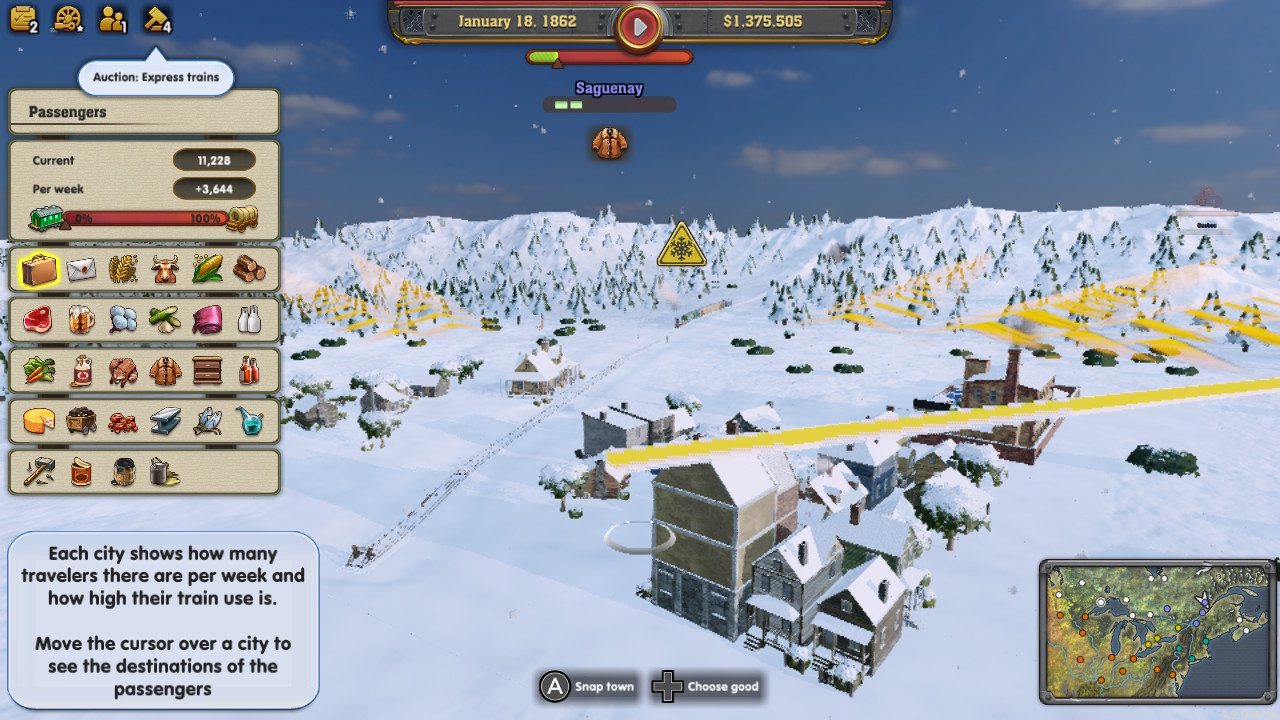 2
1
4
January 18, 1862
$1,375,505
Auction: Express trains
Saguenay
Passengers
Current
11,228
Per week
+3,644
0%
100%
Each city shows how many
travelers there are per week and
how high their train use is.
Move the cursor over a city to
see the destinations of the
passengers
A
Snap town
Choose good